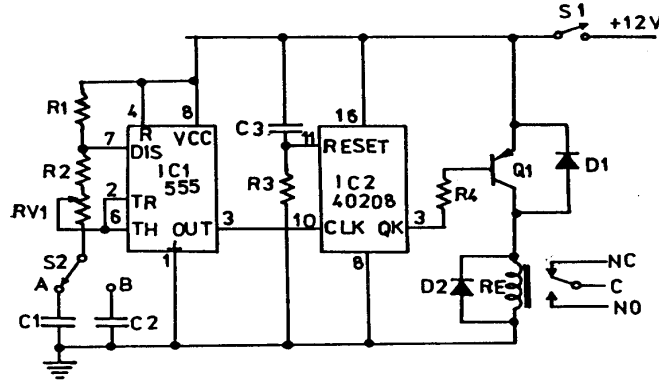 S1
+12V
R1
4
8
C3
16
R
VCC
11
RESET
7
DIS
R2
IC1
555
Q1
D1
RV1
2
TR
R3
IC2
4020B
R4
6
TH
OUT
3
10
CLK
QK
3
S2
1
8
A
B
D2
RE
NC
C
NO
C1
C2